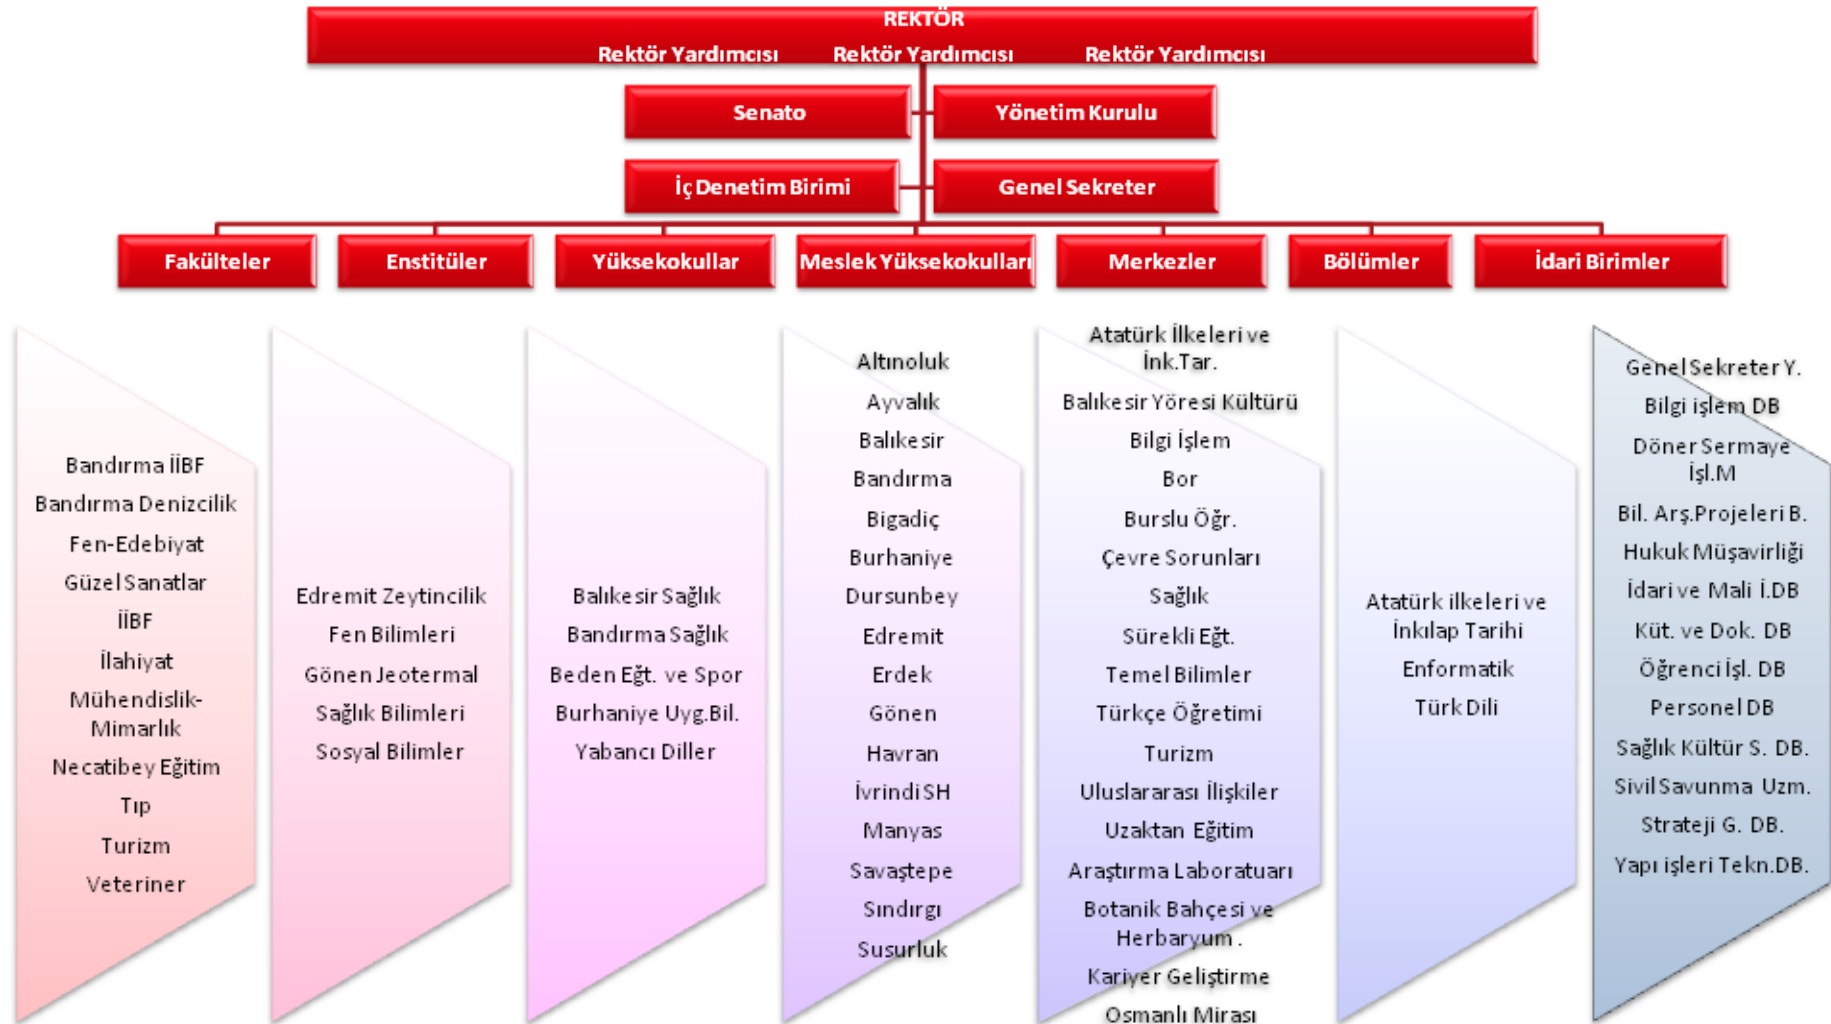 REKTÖR
Rektör Yardımcısı Rektör Yardımcısı Rektör Yardımcısı
Senato
Yönetim Kurulu
İç Denetim Birimi
Genel Sekreter
Fakülteler
Enstitüler
Yüksekokullar
Meslek Yüksekokulları
Merkezler
Bölümler
İdari Birimler
Bandırma İİBF
Bandırma Denizcilik
Fen-Edebiyat
Güzel Sanatlar
İİBF
İlahiyat
Mühendislik-
Mimarlık
Necatibey Eğitim
Tıp
Turizm
Veteriner
Edremit Zeytincilik
Fen Bilimleri
Gönen Jeotermal
Sağlık Bilimleri
Sosyal Bilimler
Balıkesir Sağlık
Bandırma Sağlık
Beden Eğt. ve Spor
Burhaniye Uyg.Bil.
Yabancı Diller
Altınoluk
Ayvalık
Balıkesir
Bandırma
Bigadiç
Burhaniye
Dursunbey
Edremit
Erdek
Gönen
Havran
İvrindi SH
Manyas
Savaştepe
Sındırgı
Susurluk
Atatürk İlkeleri ve
İnk.Tar.
Balıkesir Yöresi Kültürü
Bilgi İşlem
Bor
Burslu Öğr.
Çevre Sorunları
Sağlık
Sürekli Eğt.
Temel Bilimler
Türkçe Öğretimi
Turizm
Uluslararası İlişkiler
Uzaktan Eğitim
Araştırma Laboratuarı
Botanik Bahçesi ve
Herbaryum .
Kariyer Geliştirme
Osmanlı Mirası
Atatürk ilkeleri ve
İnkılap Tarihi
Enformatik
Türk Dili
Genel Sekreter Y.
Bilgi işlem DB
Döner Sermaye
İşl.M
Bil. Arş.Projeleri B.
Hukuk Müşavirliği
İdari ve Mali İ.DB
Küt. ve Dok. DB
Öğrenci İşl. DB
Personel DB
Sağlık Kültür S. DB.
Sivil Savunma Uzm.
Strateji G. DB.
Yapı işleri Tekn.DB.